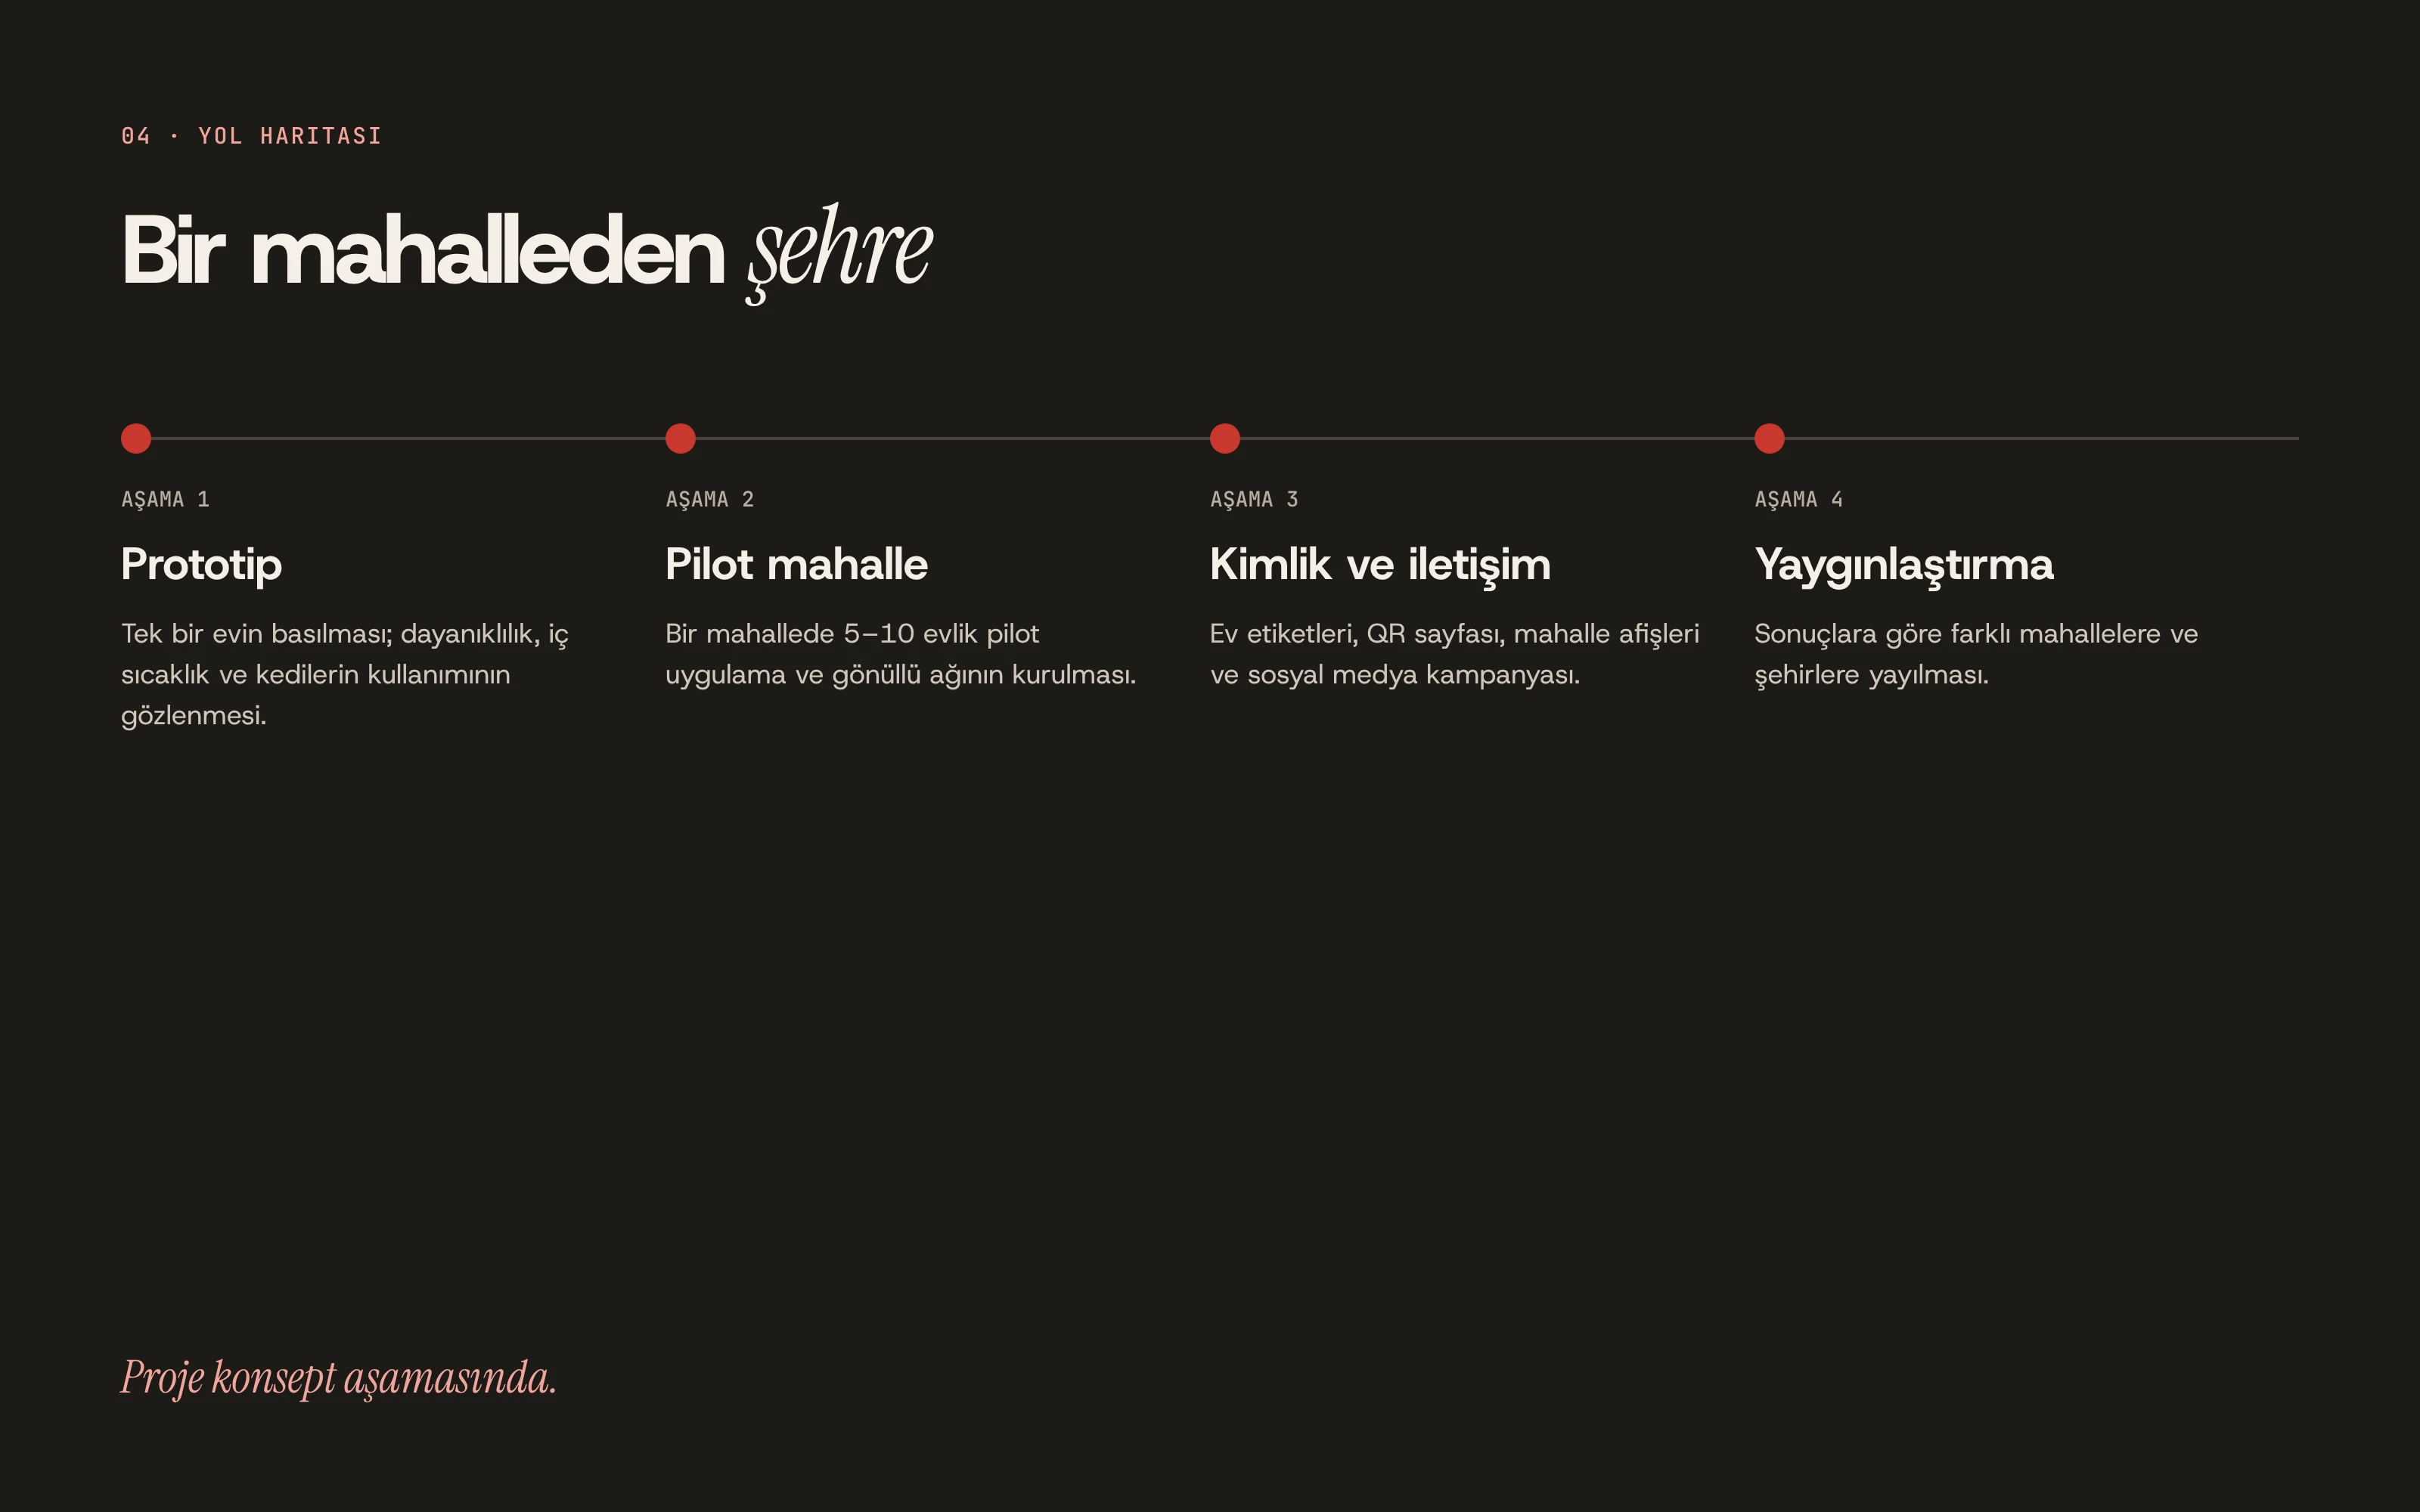 04 · YOL HARITASI
Bir mahalleden şehre
AŞAMA 1
Prototip
Tek bir evin basılması; dayanıklılık, iç
sıcaklık ve kedilerin kullanımının
gözlenmesi.
AŞAMA 2
Pilot mahalle
Bir mahallede 5–10 evlik pilot
uygulama ve gönüllü ağının kurulması.
AŞAMA 3
Kimlik ve iletişim
Ev etiketleri, QR sayfası, mahalle afişleri
ve sosyal medya kampanyası.
AŞAMA 4
Yaygınlaştırma
Sonuçlara göre farklı mahallelere ve
şehirlere yayılması.
Proje konsept aşamasında.